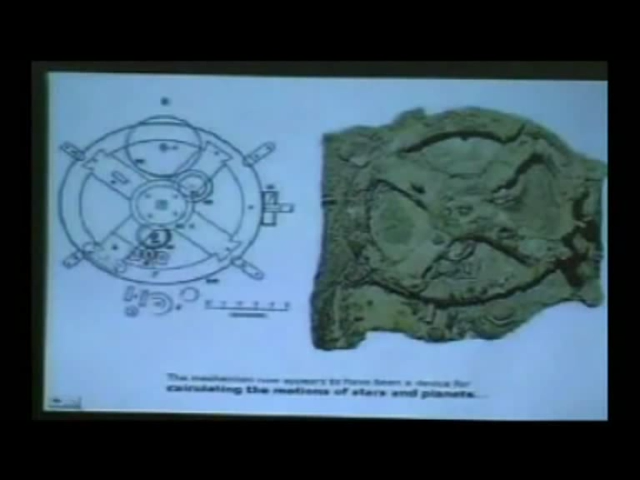 The mechanism now appears to have been a device for
calculating the motions of stars and planets...